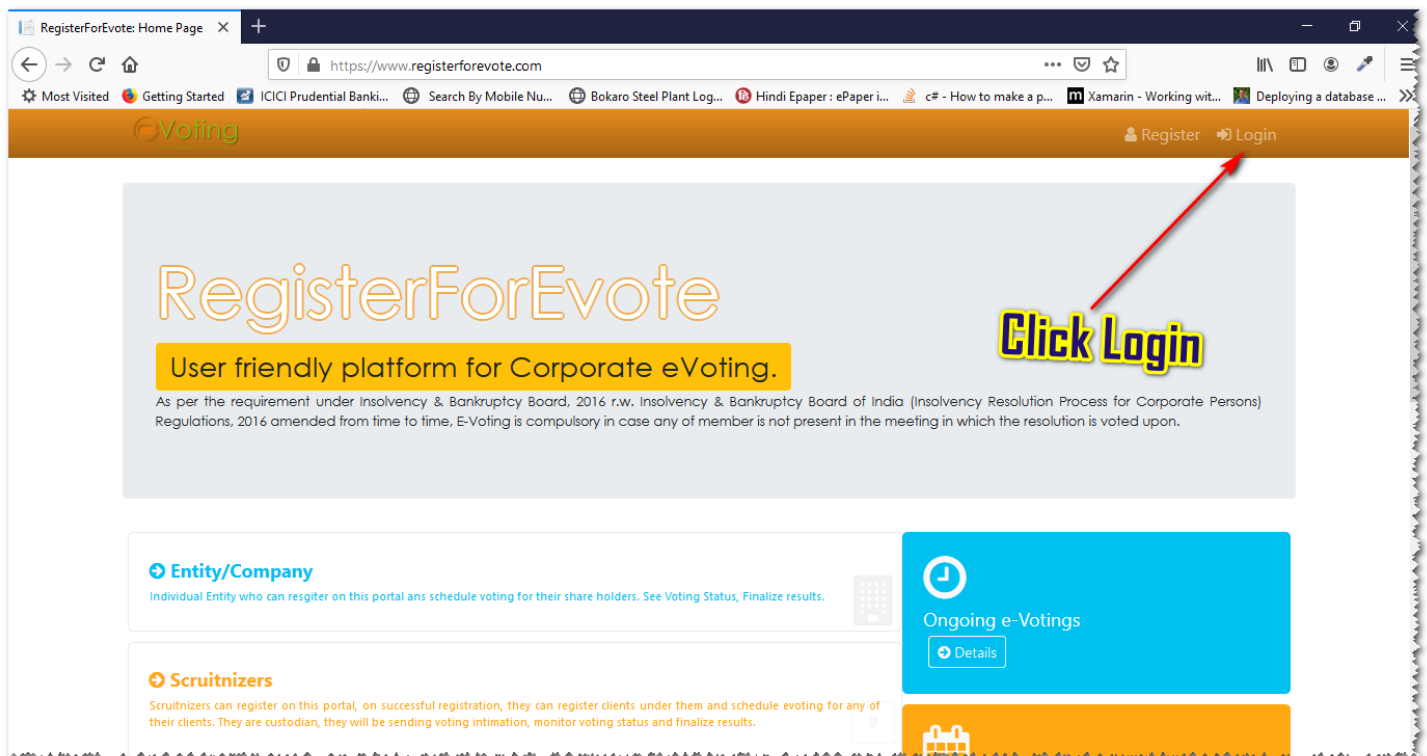 RegisterForEvote: Home Page
https://www.registerforevote.com
Most Visited Getting Started ICICI Prudential Banki... Search By Mobile Nu... Bokaro Steel Plant Log... Hindi Epaper : ePaper i... c# - How to make a p... Xamarin - Working wit... Deploying a database ...
eVoting
Register Login
RegisterForEvote
Click Login
User friendly platform for Corporate eVoting.
As per the requirement under Insolvency & Bankruptcy Board, 2016 r.w. Insolvency & Bankruptcy Board of India (Insolvency Resolution Process for Corporate Persons)
Regulations, 2016 amended from time to time, E-Voting is compulsory in case any of member is not present in the meeting in which the resolution is voted upon.
Entity/Company
Individual Entity who can resgiter on this portal ans schedule voting for their share holders. See Voting Status, Finalize results.
Ongoing e-Votings
Details
Scruitnizers
Scruitnizers can register on this portal, on successful registration, they can register clients under them and schedule evoting for any of
their clients. They are custodian, they will be sending voting intimation, monitor voting status and finalize results.